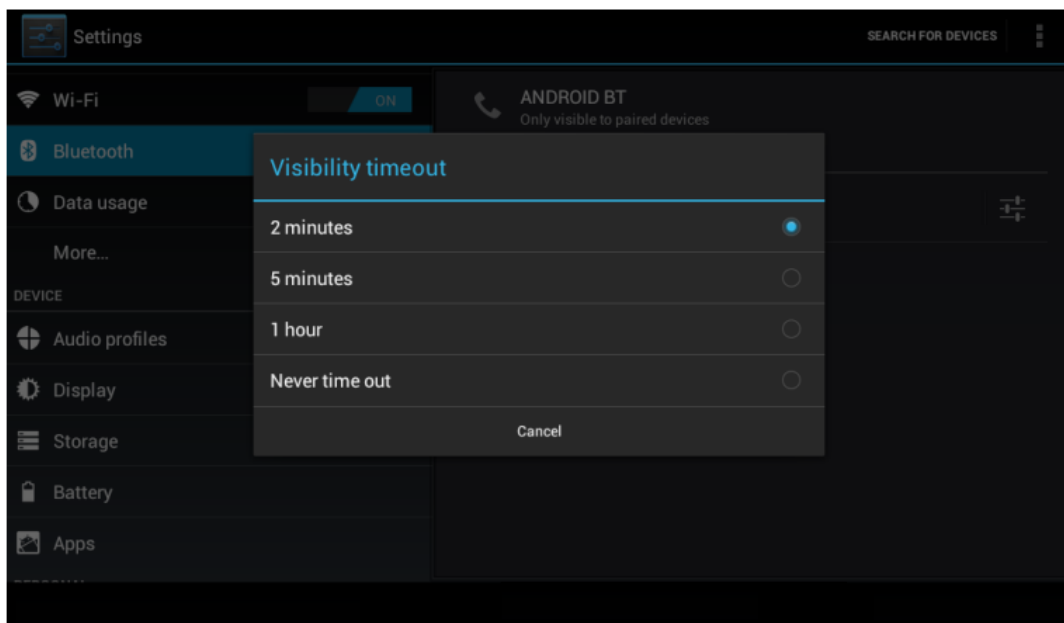 Settings
SEARCH FOR DEVICES
Wi-Fi
ON
ANDROID BT
Only visible to paired devices
Bluetooth
Visibility timeout
Data usage
2 minutes
More...
5 minutes
DEVICE
1 hour
Audio profiles
Never time out
Display
Cancel
Storage
Battery
Apps